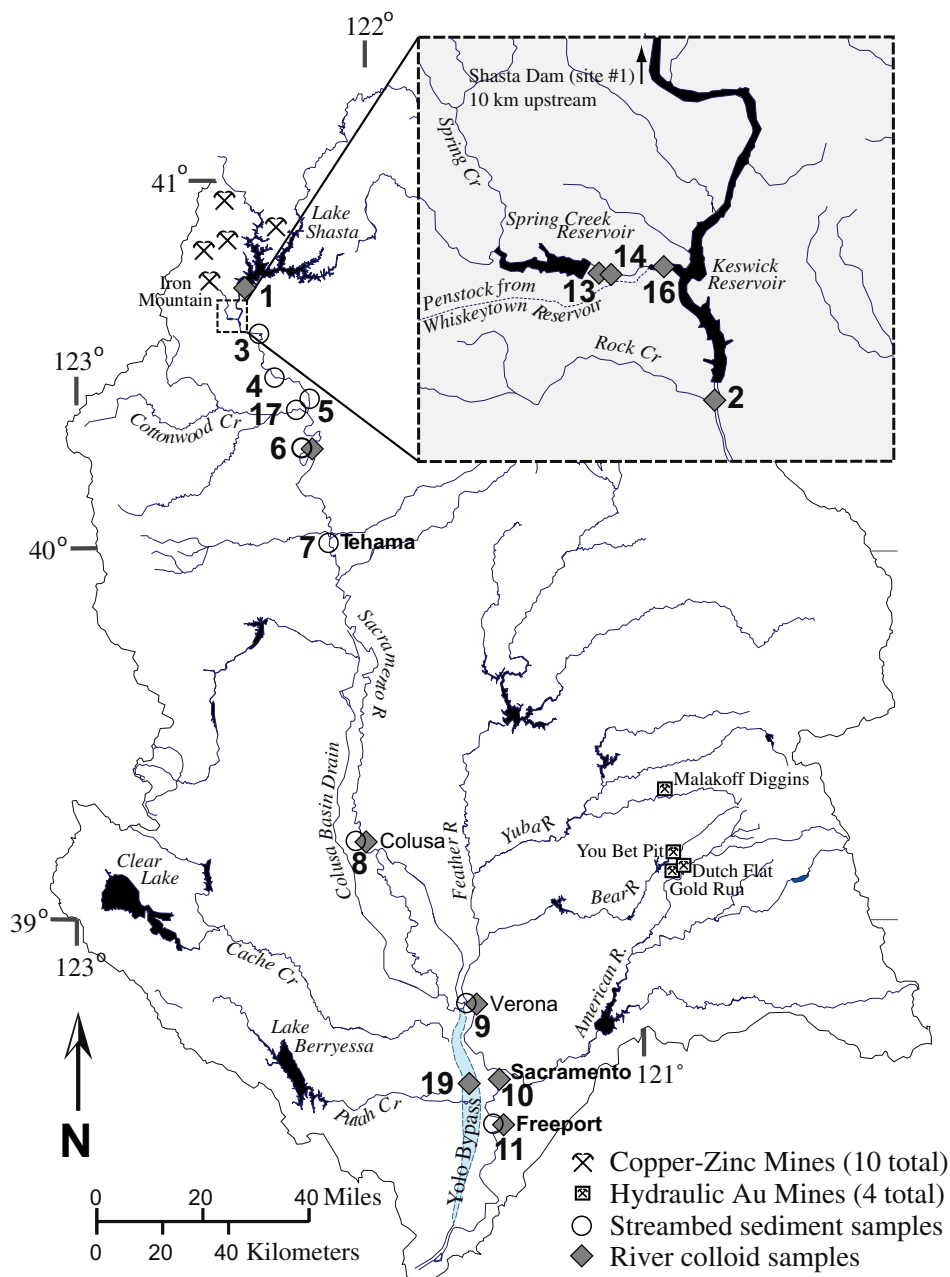 122°
Shasta Dam (site #1)
10 km upstream
Spring Cr
Spring Creek
Reservoir
14
13
16
Keswick
Reservoir
Penstock from
Whiskeytown
Reservoir
Rock Cr
2
41°
Lake
Shasta
Iron
Mountain
1
3
123°
4
5
17
Cottonwood Cr
6
40°
7
Tehama
Sacramento R
Colusa Basin Drain
Feather R
Malakoff Diggins
Yuba R
8
Colusa
You Bet Pit
Dutch Flat
Gold Run
Bear R
Clear
Lake
39°
123°
Cache Cr
American R.
Verona
9
Lake
Berryessa
121°
Sacramento
10
19
Putah Cr
Freeport
11
Yolo Bypass
N
0 20 40 Miles
0 20 40 Kilometers
Copper-Zinc Mines (10 total)
Hydraulic Au Mines (4 total)
Streambed sediment samples
River colloid samples